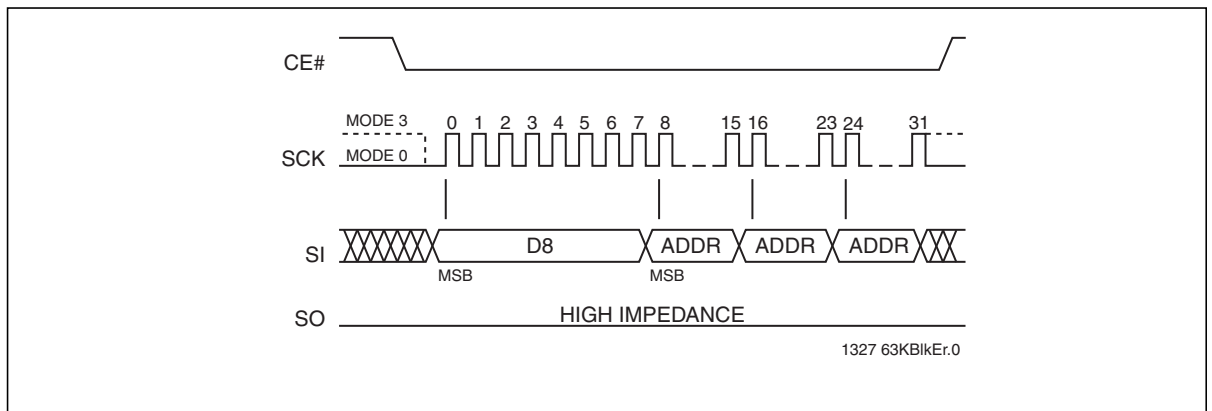 CE#
MODE 3
0 1 2 3 4 5 6 7 8 15 16 23 24 31
SCK
MODE 0
SI
D8 ADDR ADDR ADDR
MSB MSB
SO
HIGH IMPEDANCE
1327 63KBlkEr.0